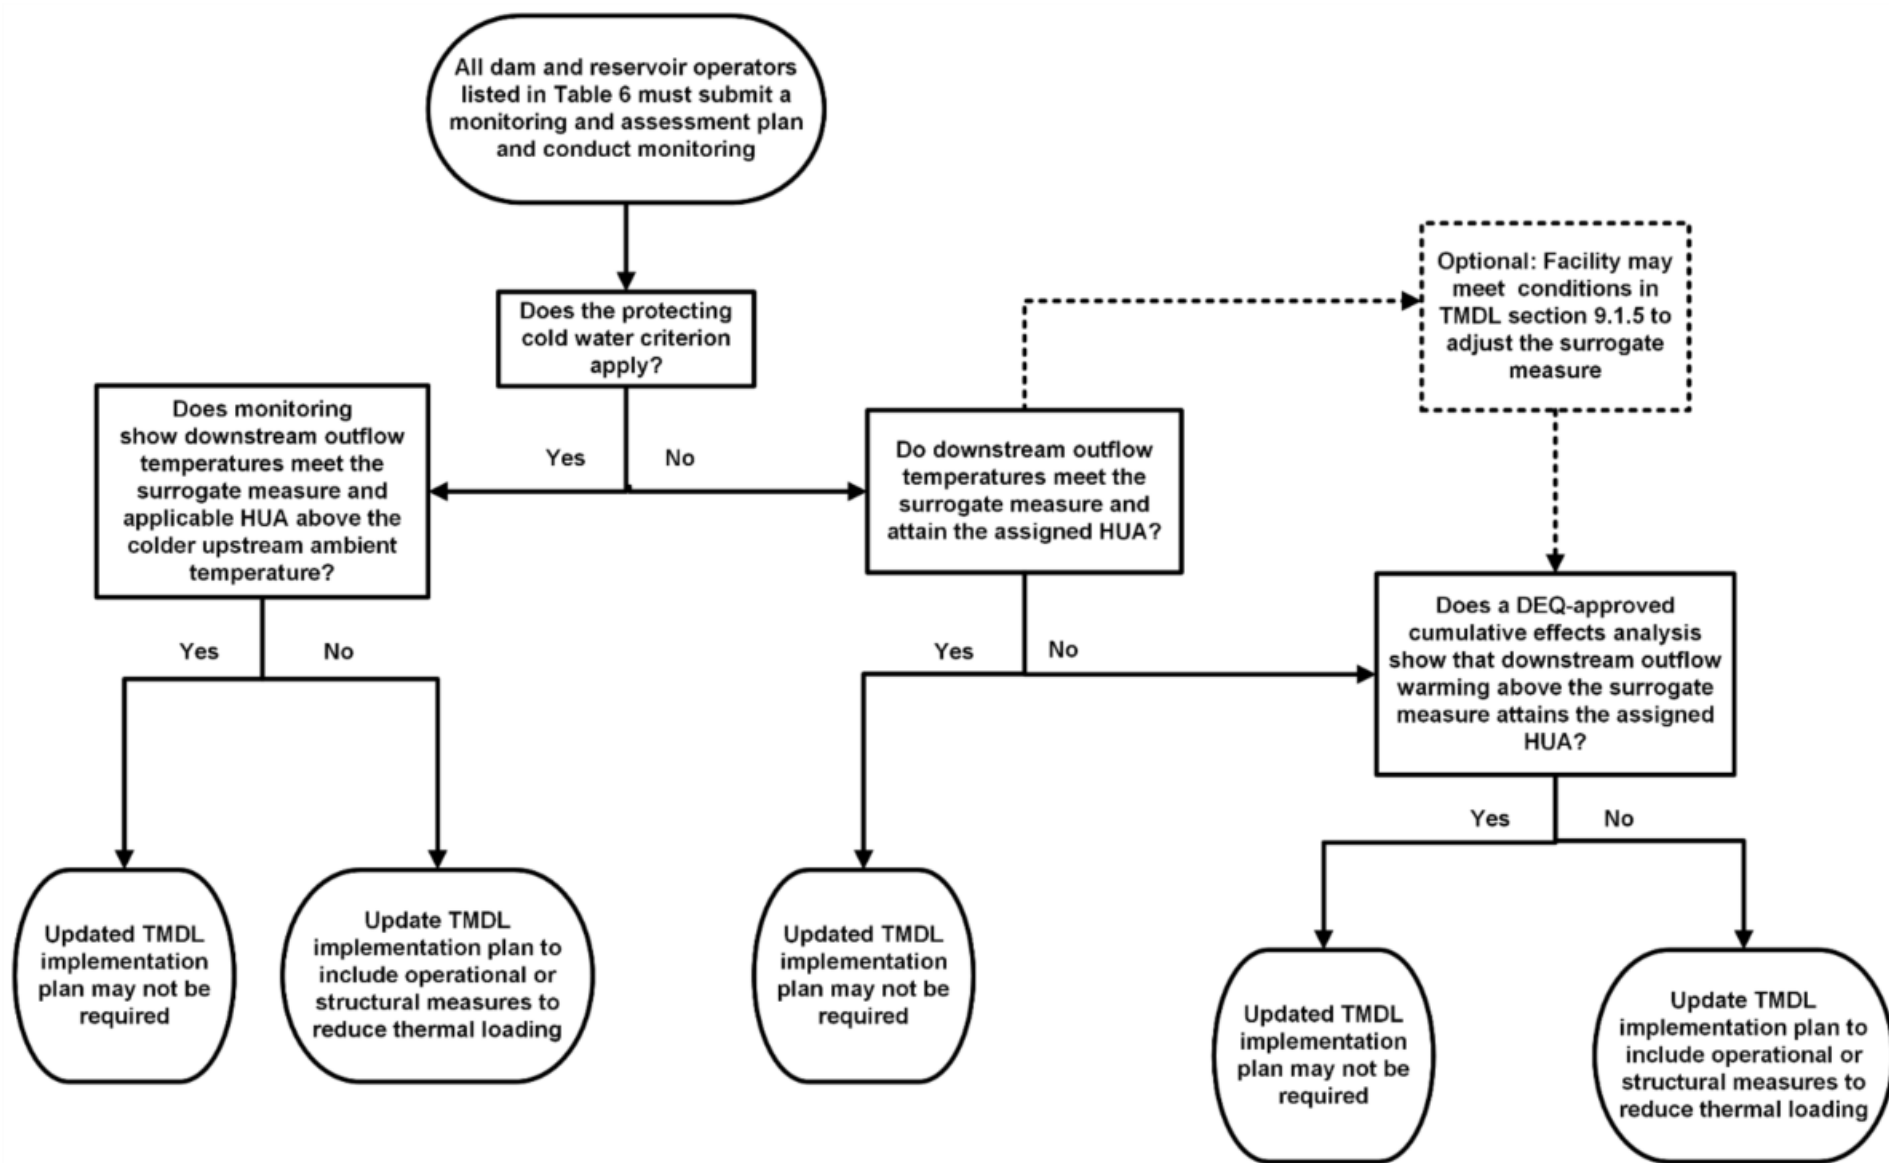 All dam and reservoir operators
listed in Table 6 must submit a
monitoring and assessment plan
and conduct monitoring
Does the protecting
cold water criterion
apply?
Optional: Facility may
meet conditions in
TMDL section 9.1.5 to
adjust the surrogate
measure
Does monitoring
show downstream outflow
temperatures meet the
surrogate measure and
applicable HUA above the
colder upstream ambient
temperature?
Yes
No
Do downstream outflow
temperatures meet the
surrogate measure and
attain the assigned HUA?
Does a DEQ-approved
cumulative effects analysis
show that downstream outflow
warming above the surrogate
measure attains the assigned
HUA?
Yes
No
Yes
No
Yes
No
Updated TMDL
implementation
plan may not be
required
Update TMDL
implementation plan to
include operational or
structural measures to
reduce thermal loading
Updated TMDL
implementation
plan may not be
required
Updated TMDL
implementation
plan may not be
required
Update TMDL
implementation plan to
include operational or
structural measures to
reduce thermal loading